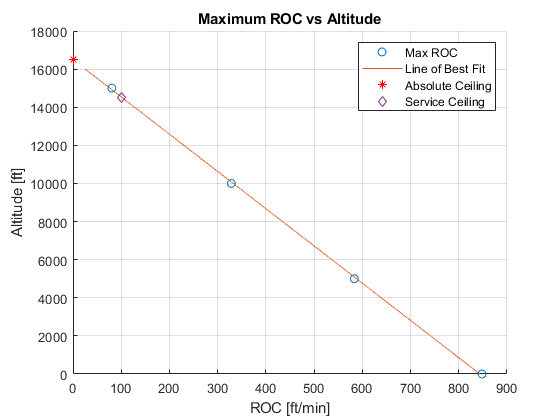 Maximum ROC vs Altitude
Max ROC
Line of Best Fit
Absolute Ceiling
Service Ceiling
Altitude [ft]
18000
16000
14000
12000
10000
8000
6000
4000
2000
0
0 100 200 300 400 500 600 700 800 900
ROC [ft/min]